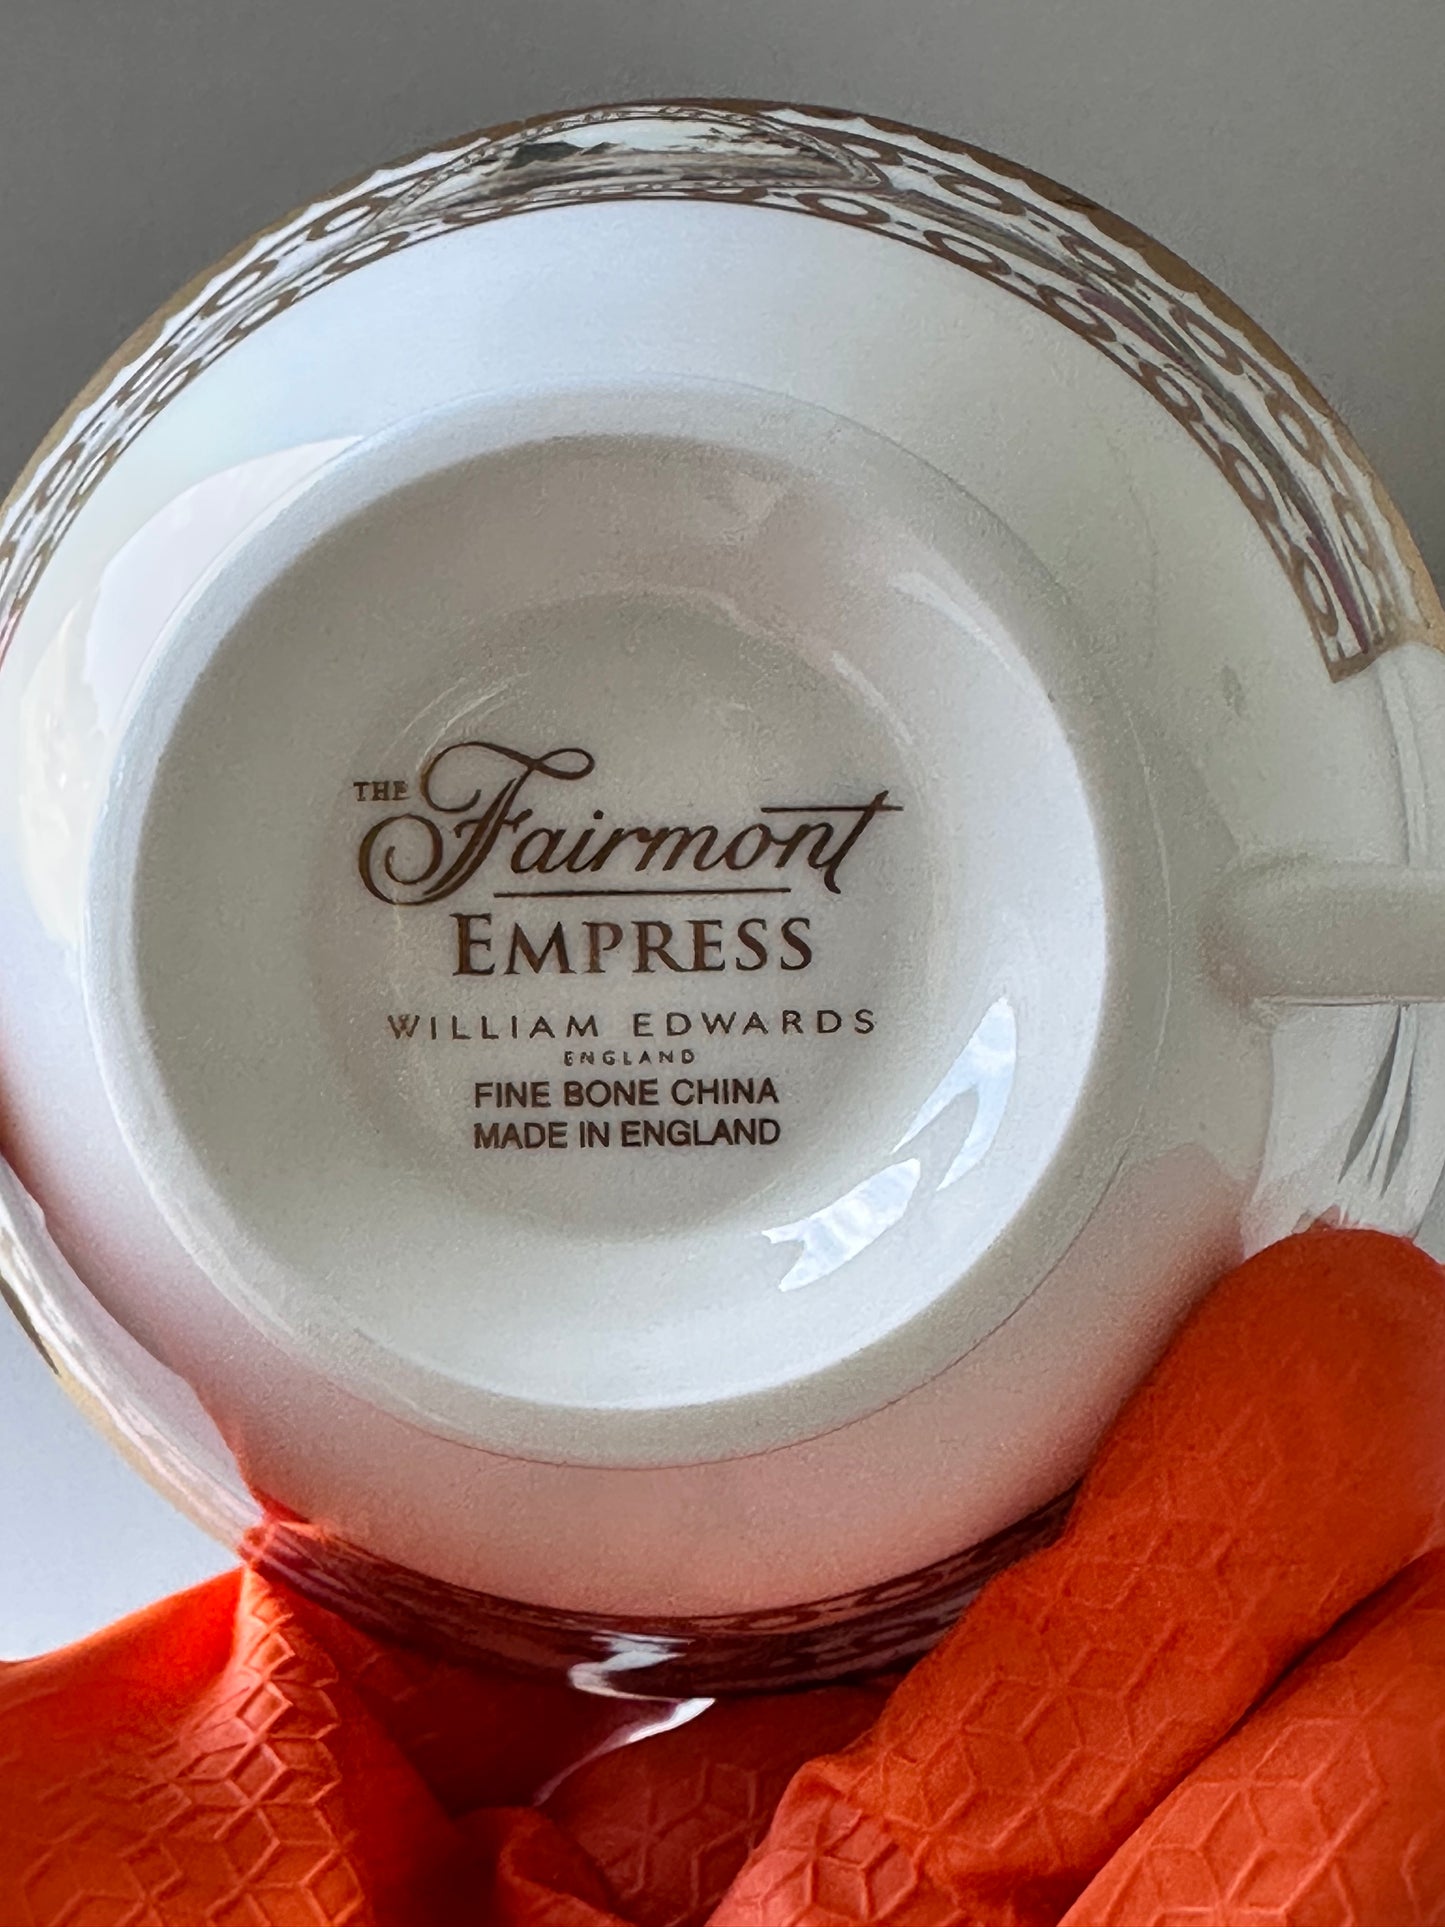 THE Fairmont
EMPRESS
WILLIAM EDWARDS
ENGLAND
FINE BONE CHINA
MADE IN ENGLAND